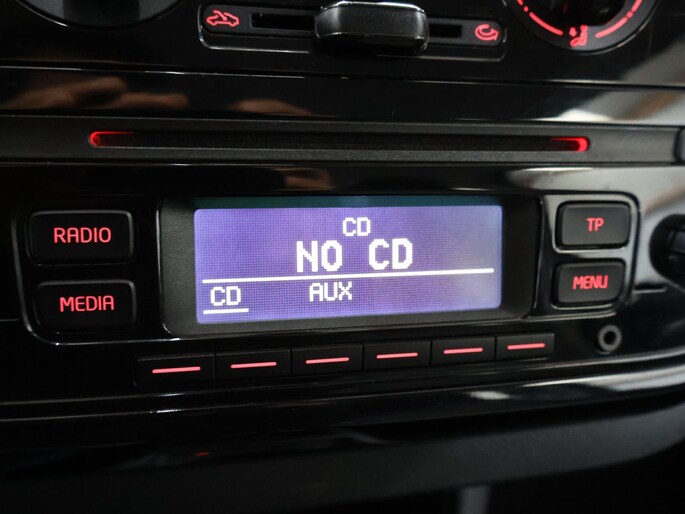 RADIO
MEDIA
CD
NO CD
CD AUX
TP
MENU